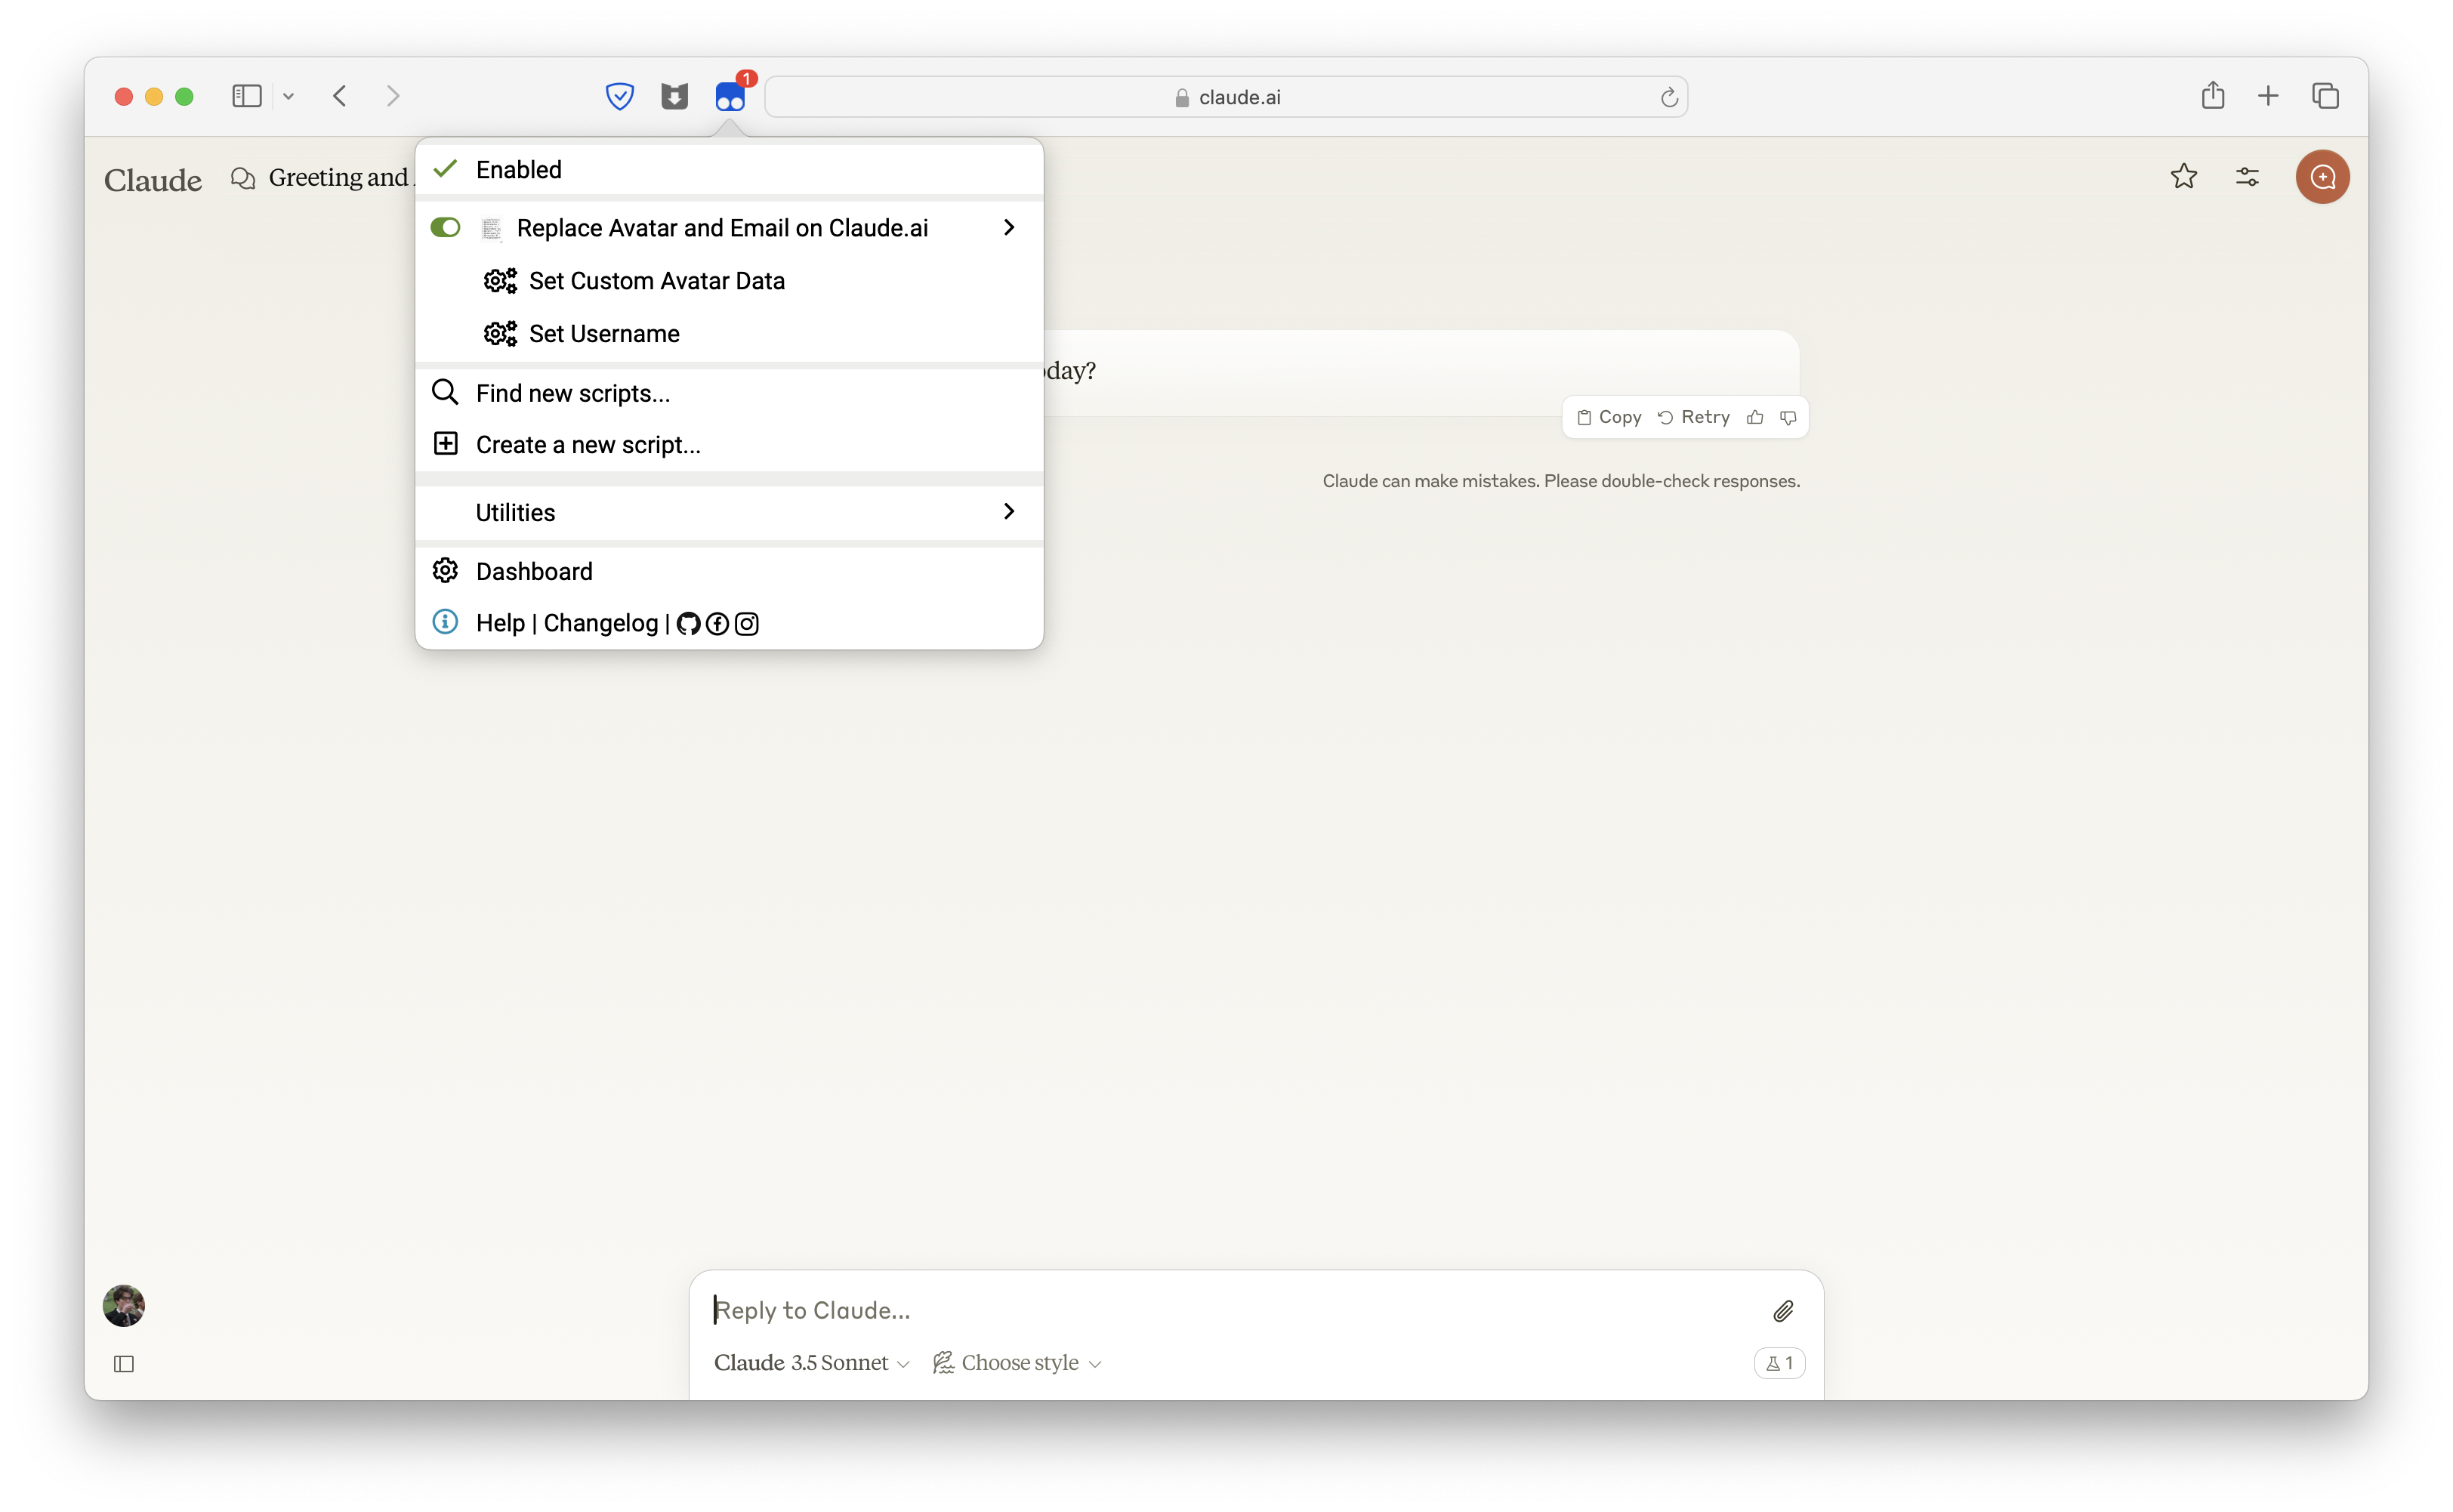 1
claude.ai
Claude
Greeting and
Enabled
Replace Avatar and Email on Claude.ai
Set Custom Avatar Data
Set Username
oday?
Find new scripts...
Copy Retry
Create a new script...
Claude can make mistakes. Please double-check responses.
Utilities
Dashboard
Help | Changelog |
Reply to Claude...
Claude 3.5 Sonnet Choose style 1